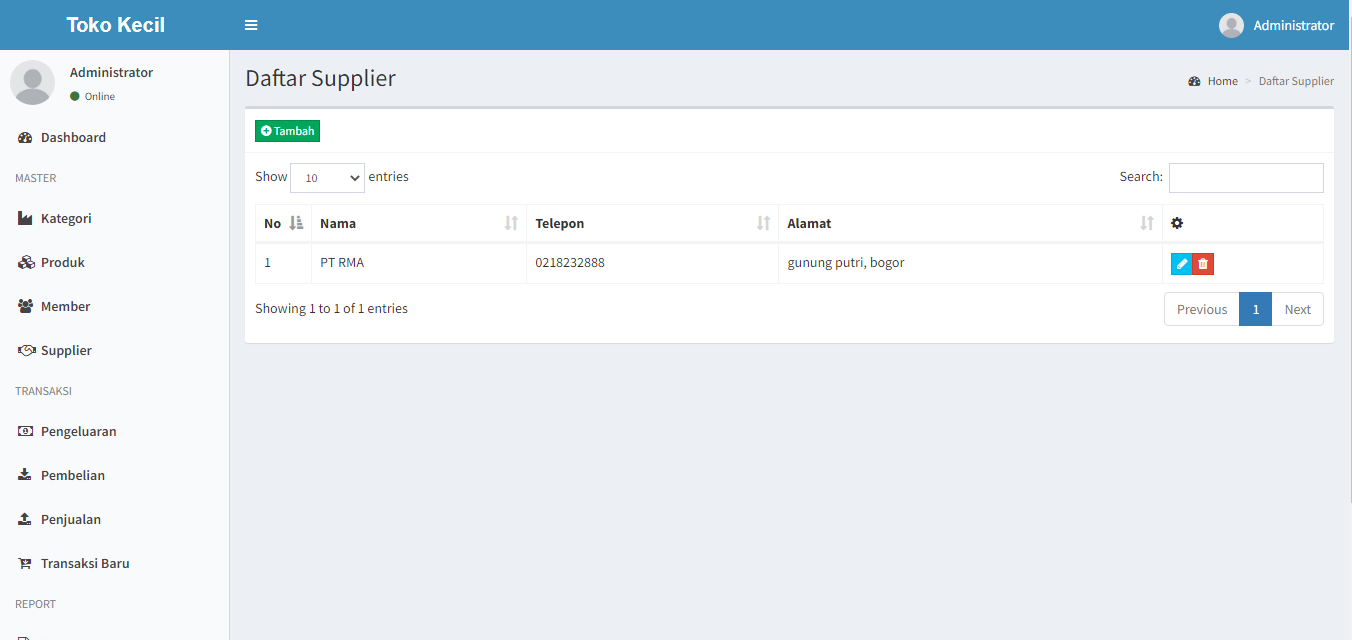 Toko Kecil
Administrator
Administrator
Online
Daftar Supplier
Home > Daftar Supplier
Dashboard
MASTER
Kategori
Produk
Member
Supplier
TRANSAKSI
Pengeluaran
Pembelian
Penjualan
Transaksi Baru
REPORT
Tambah
Show 10 entries
Search:
No Nama Telepon Alamat
1 PT RMA 0218232888 gunung putri, bogor
Showing 1 to 1 of 1 entries
Previous 1 Next